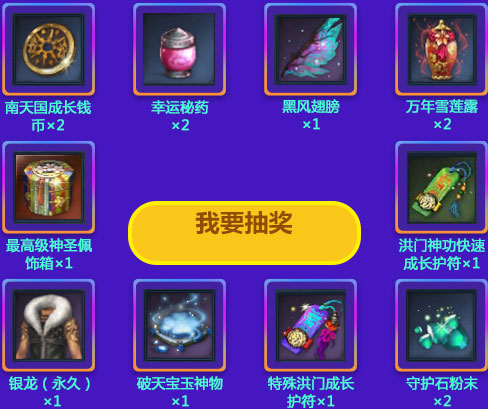 南天国成长钱
币×2
幸运秘药
×2
黑风翅膀
×1
万年雪莲露
×2
最高级神圣佩
饰箱×1
我要抽奖
洪门神功快速
成长护符×1
银龙（永久）
×1
破天宝玉神物
×1
特殊洪门成长
护符×1
守护石粉末
×2